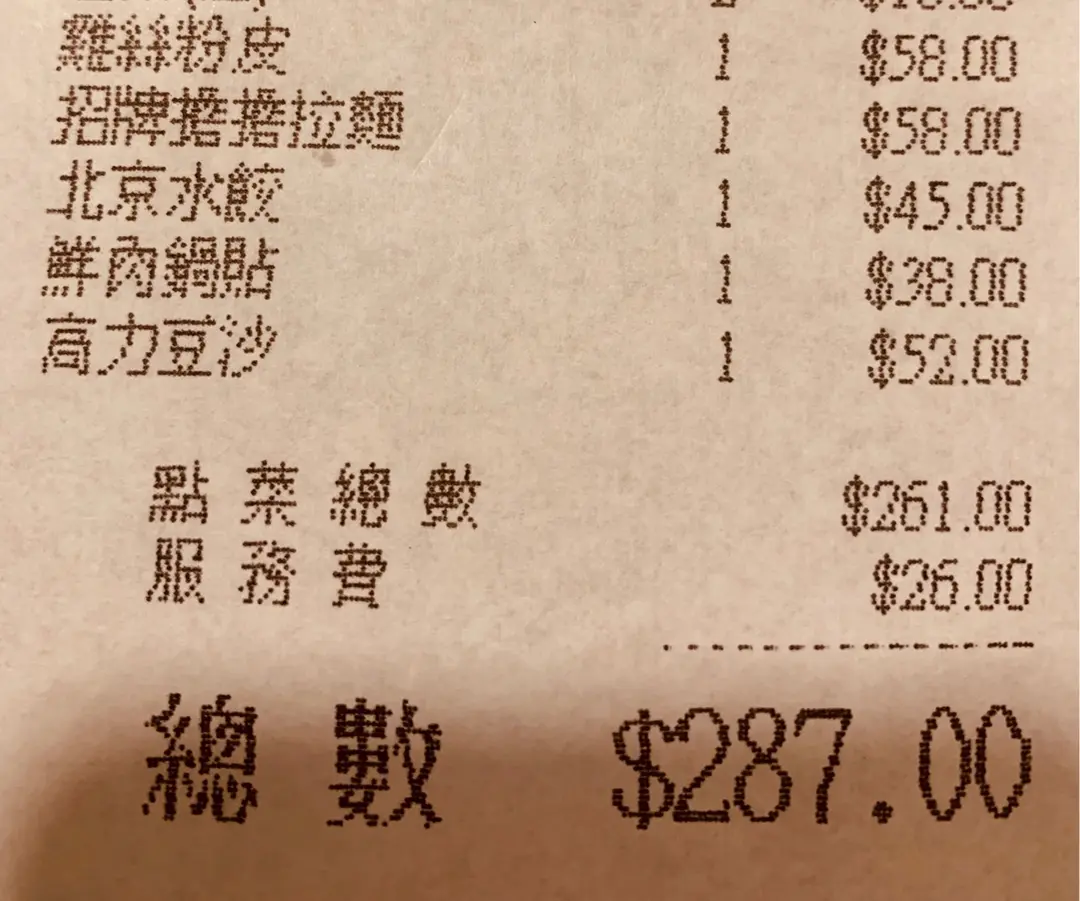 雞絲粉皮 1 $58.00
招牌擔擔拉麵 1 $58.00
北京水餃 1 $45.00
鮮肉鍋貼 1 $38.00
高力豆沙 1 $52.00
點菜總數 $261.00
服務費 $26.00
總數 $287.00